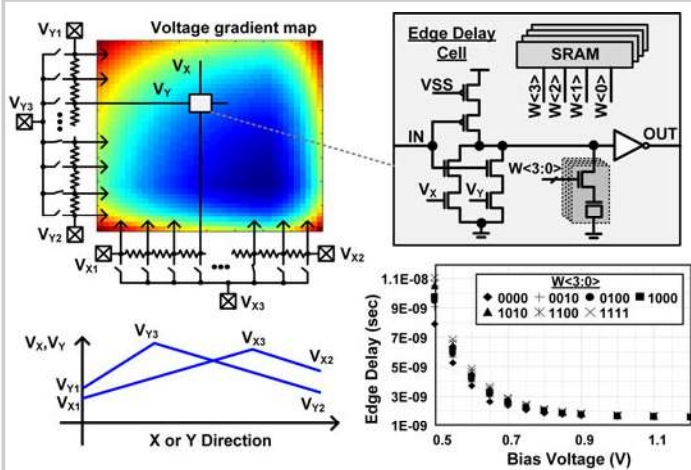 Voltage gradient map
VY1
VX
VY
VY3
VY2
VX1
VX2
VX3
Edge Delay
Cell
SRAM
VSS
W<3>
W<2>
W<1>
W<0>
IN
OUT
W<3:0>
VX
VY
VX,VY
VY3
VX3
VX2
VY1
VX1
VY2
X or Y Direction
W<3:0>
0000 0010 0100 1000
1010 1100 1111
Edge Delay (sec)
1.1E-08
9E-09
7E-09
5E-09
3E-09
1E-09
0.5 0.7 0.9 1.1
Bias Voltage (V)